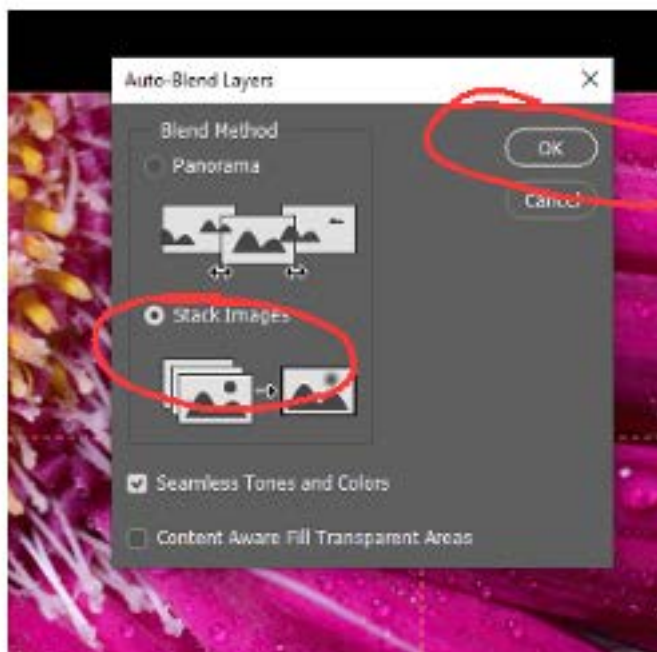 Auto-Blend Layers
Blend Method
Panorama
Stack Images
Seamless Tones and Colors
Content Aware Fill Transparent Areas
OK
Cancel